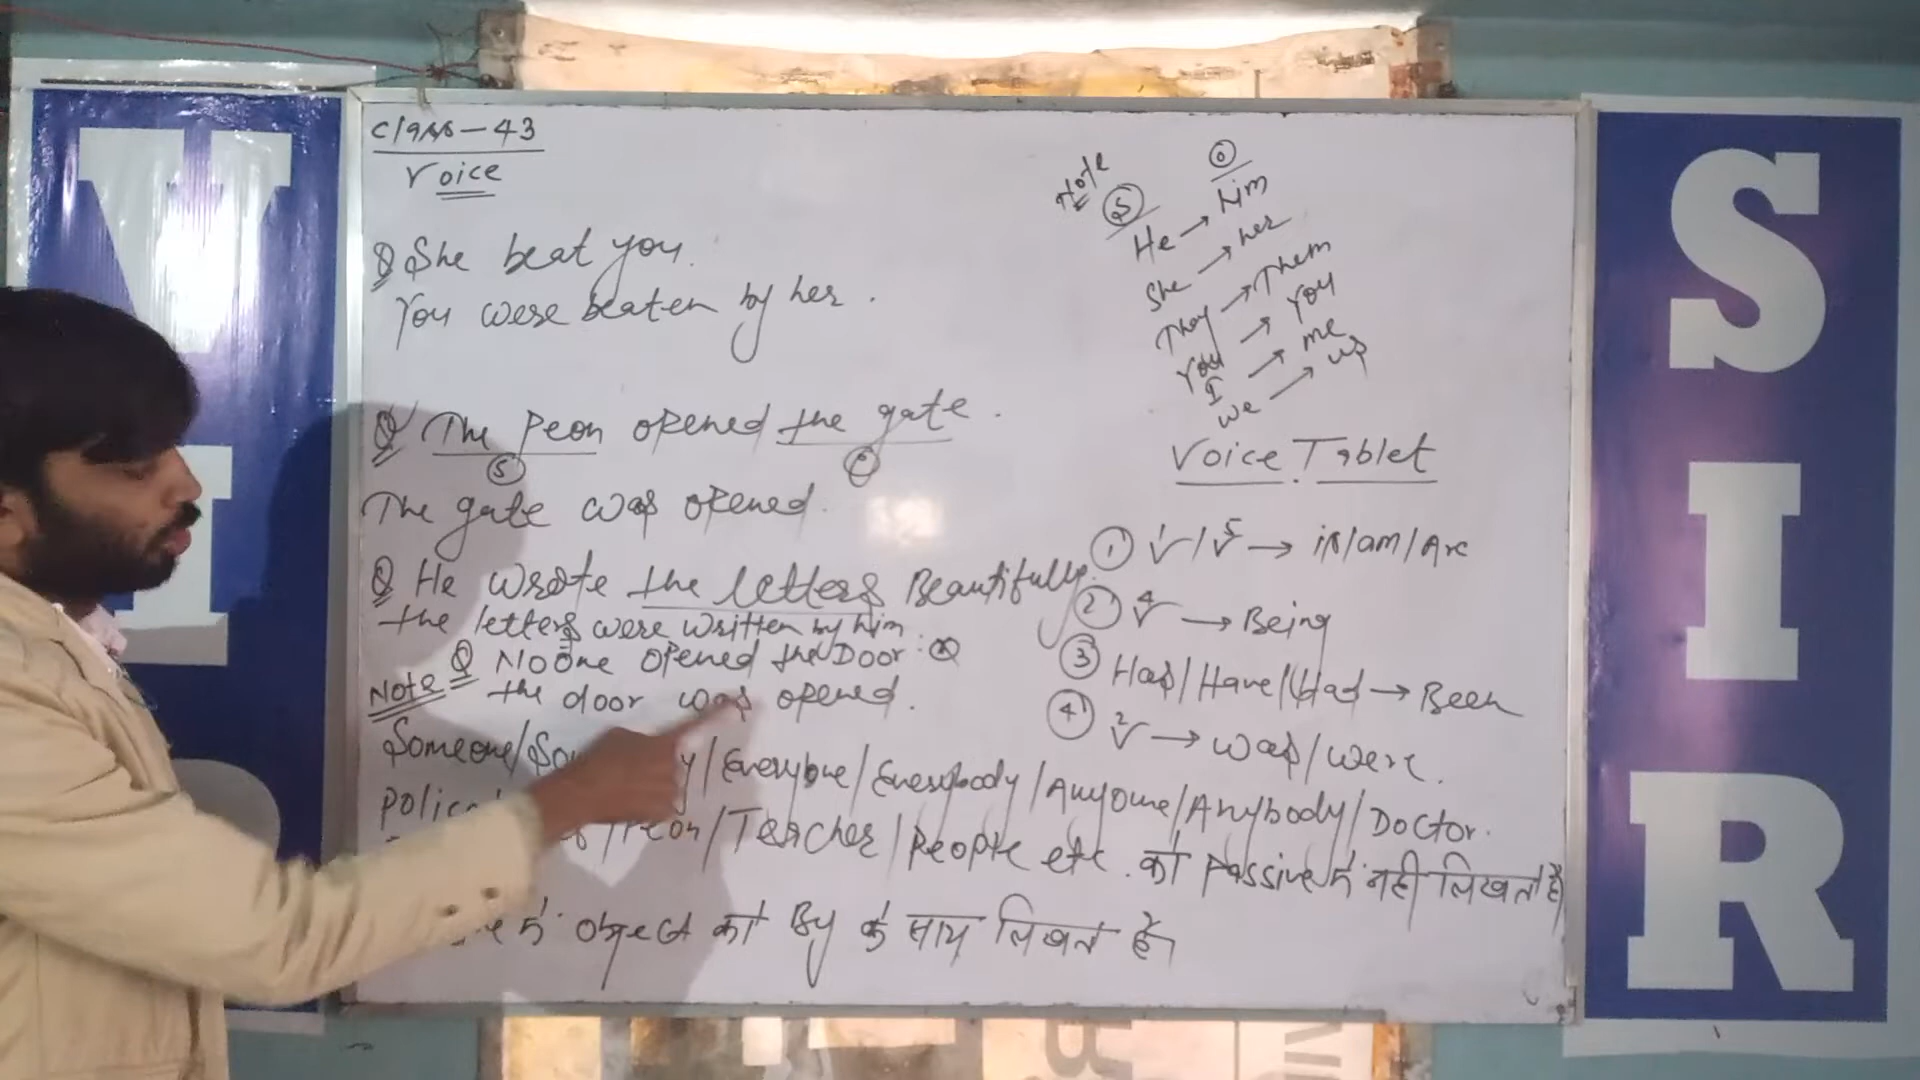 Class-43
Voice
Q She beat you.
You were beaten by her.
Q The Peon opened the gate.
S
The gate was opened.
Q He wrote the letters Beautifully.
the letters were written by him.
Q No one opened the Door.
Note
the door was opened.
Someone/ /Everyone/Everybody/Anyone/Anybody/Doctor.
/Peon/Teacher/People etc. को Passive में नहीं लिखते हैं
में object को By के साथ लिखते हैं
Note
S O
He → him
She → her
They → Them
You → You
I → me
We → us
Voice Tablet
① V1/V5 → is/am/Are
② V4 → Being
③ Has/Have/Had → Been
④ V2 → was/were.
S
I
R